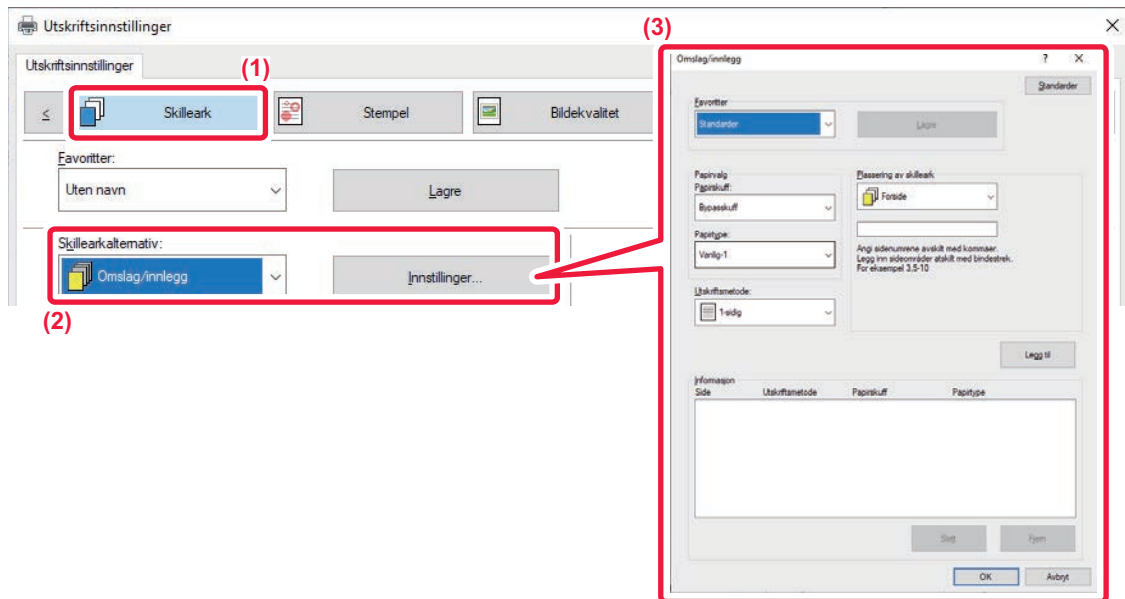 Utskriftsinnstillinger
Utskriftsinnstillinger
(1)
<
Skilleark
Stempel
Bildekvalitet
Favoritter:
Uten navn
Lagre
Skillearkalternativ:
Omslag/innlegg
Innstillinger...
(2)
(3)
Omslag/innlegg
?
Standarder
Favoritter
Standarder
Lagre
Papirvalg
Papirskuff:
Bypasskuff
Papirtype:
Vanlig-1
Utskriftsmetode:
1-sidig
Plassering av skilleark
Forside
Angi sidenumrene avskilt med kommaer.
Legg inn sideområder atskilt med bindestrek.
For eksempel 3,5-10
Legg til
Informasjon
Side Utskriftsmetode Papirskuff Papirtype
Slett Fjern
OK Avbryt